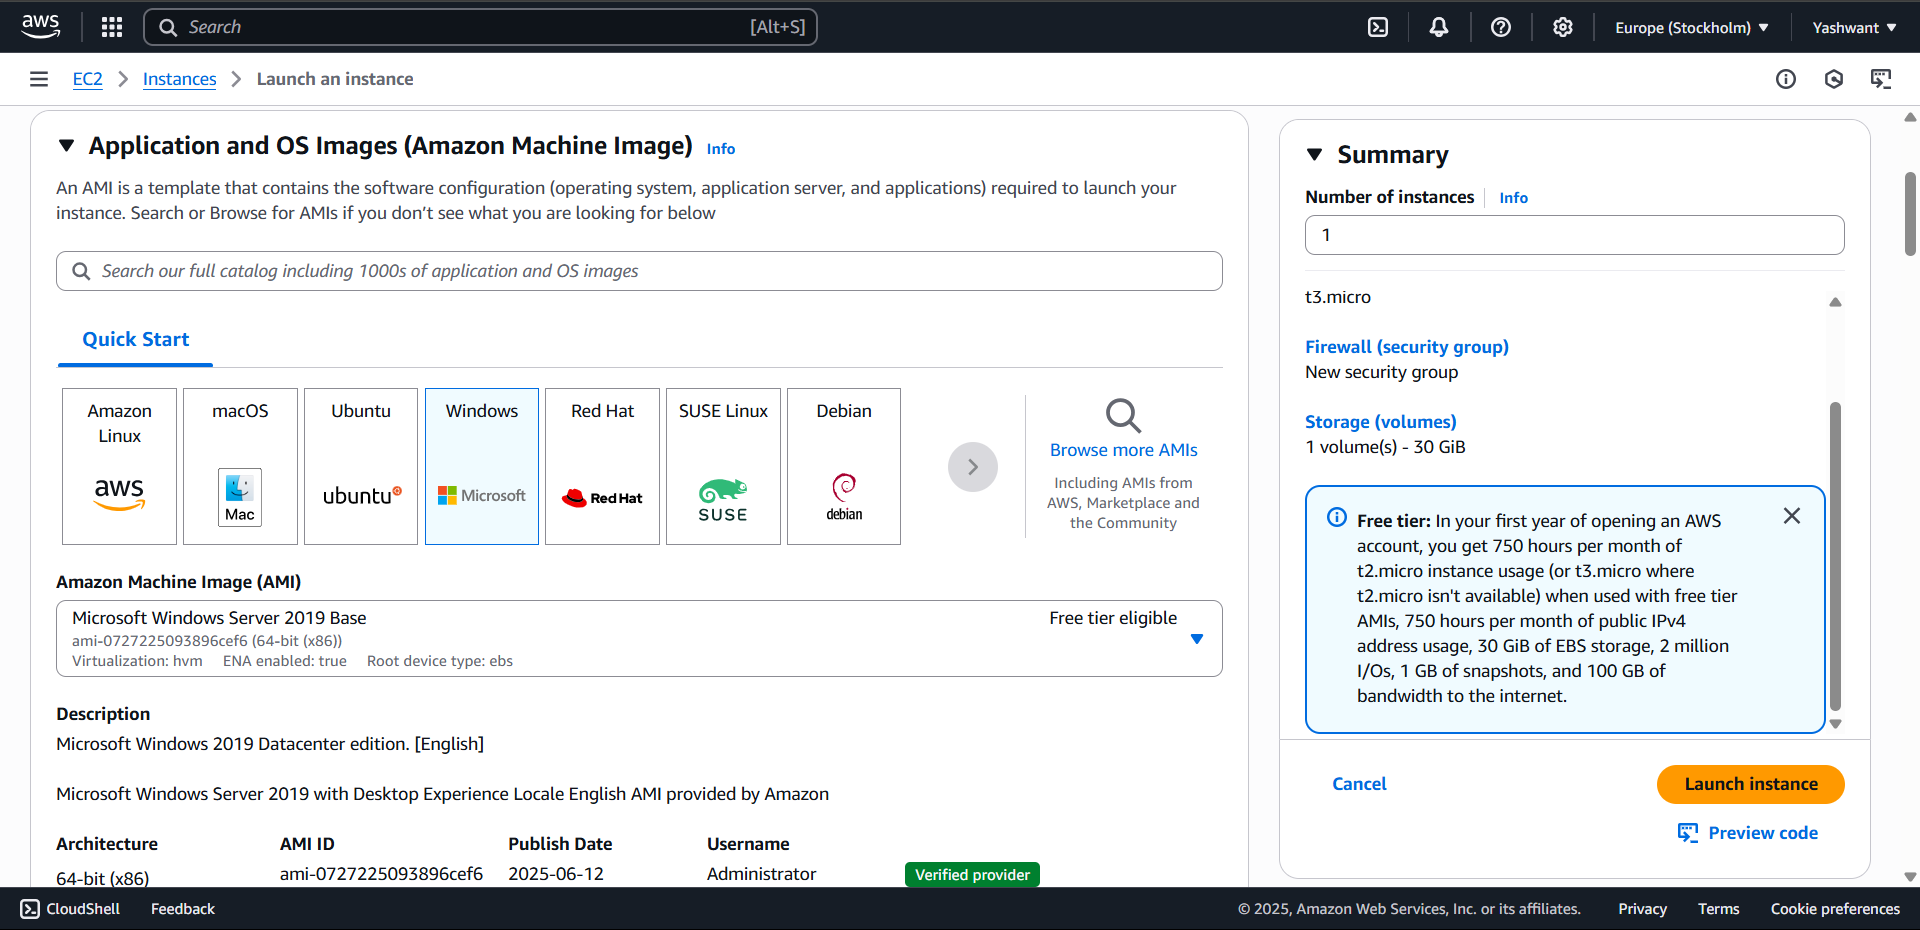 aws
Search
[Alt+S]
Europe (Stockholm)
Yashwant
EC2
Instances
Launch an instance
Application and OS Images (Amazon Machine Image)
Info
An AMI is a template that contains the software configuration (operating system, application server, and applications) required to launch your
instance. Search or Browse for AMIs if you don’t see what you are looking for below
Search our full catalog including 1000s of application and OS images
Quick Start
Amazon
Linux
aws
macOS
Mac
Ubuntu
ubuntu
Windows
Microsoft
Red Hat
Red Hat
SUSE Linux
SUSE
Debian
debian
Browse more AMIs
Including AMIs from
AWS, Marketplace and
the Community
Amazon Machine Image (AMI)
Microsoft Windows Server 2019 Base
Free tier eligible
ami-0727225093896cef6 (64-bit (x86))
Virtualization: hvm
ENA enabled: true
Root device type: ebs
Description
Microsoft Windows 2019 Datacenter edition. [English]
Microsoft Windows Server 2019 with Desktop Experience Locale English AMI provided by Amazon
Architecture
AMI ID
Publish Date
Username
64-bit (x86)
ami-0727225093896cef6
2025-06-12
Administrator
Verified provider
Summary
Number of instances
Info
1
t3.micro
Firewall (security group)
New security group
Storage (volumes)
1 volume(s) - 30 GiB
Free tier: In your first year of opening an AWS
account, you get 750 hours per month of
t2.micro instance usage (or t3.micro where
t2.micro isn't available) when used with free tier
AMIs, 750 hours per month of public IPv4
address usage, 30 GiB of EBS storage, 2 million
I/Os, 1 GB of snapshots, and 100 GB of
bandwidth to the internet.
Cancel
Launch instance
Preview code
CloudShell
Feedback
© 2025, Amazon Web Services, Inc. or its affiliates.
Privacy
Terms
Cookie preferences